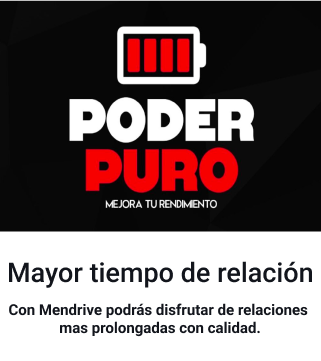 PODER
PURO
MEJORA TU RENDIMIENTO
Mayor tiempo de relación
Con Mendrive podrás disfrutar de relaciones
mas prolongadas con calidad.